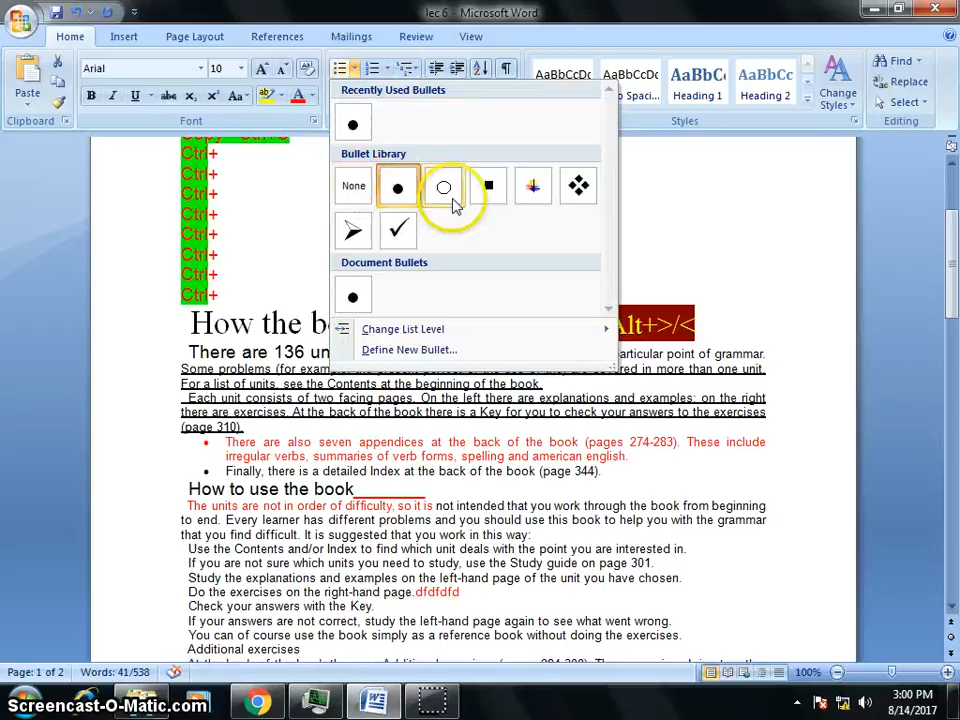 lec 6 - Microsoft Word
Home Insert Page Layout References Mailings Review View
Paste
Arial 10
B I U abc X₂ X² Aa
AaBbCcDc AaBbCcDc AaBbC AaBbCc
Heading 1 Heading 2
Change Styles
Find
Replace
Select
Clipboard Font Styles Editing
Recently Used Bullets
Bullet Library
None
Document Bullets
Change List Level
Define New Bullet...
Ctrl+
Ctrl+
Ctrl+
Ctrl+
Ctrl+
Ctrl+
Ctrl+
Ctrl+
How the b Alt+>/<
There are 136 un particular point of grammar.
in more than one unit.
For a list of units, see the Contents at the beginning of the book.
Each unit consists of two facing pages. On the left there are explanations and examples: on the right
there are exercises. At the back of the book there is a Key for you to check your answers to the exercises
(page 310).
• There are also seven appendices at the back of the book (pages 274-283). These include
irregular verbs, summaries of verb forms, spelling and american english.
• Finally, there is a detailed Index at the back of the book (page 344).
How to use the book
The units are not in order of difficulty, so it is not intended that you work through the book from beginning
to end. Every learner has different problems and you should use this book to help you with the grammar
that you find difficult. It is suggested that you work in this way:
Use the Contents and/or Index to find which unit deals with the point you are interested in.
If you are not sure which units you need to study, use the Study guide on page 301.
Study the explanations and examples on the left-hand page of the unit you have chosen.
Do the exercises on the right-hand page.dfdfdfd
Check your answers with the Key.
If your answers are not correct, study the left-hand page again to see what went wrong.
You can of course use the book simply as a reference book without doing the exercises.
Additional exercises
Page: 1 of 2 Words: 41/538 100%
Screencast-O-Matic.com
3:00 PM
8/14/2017